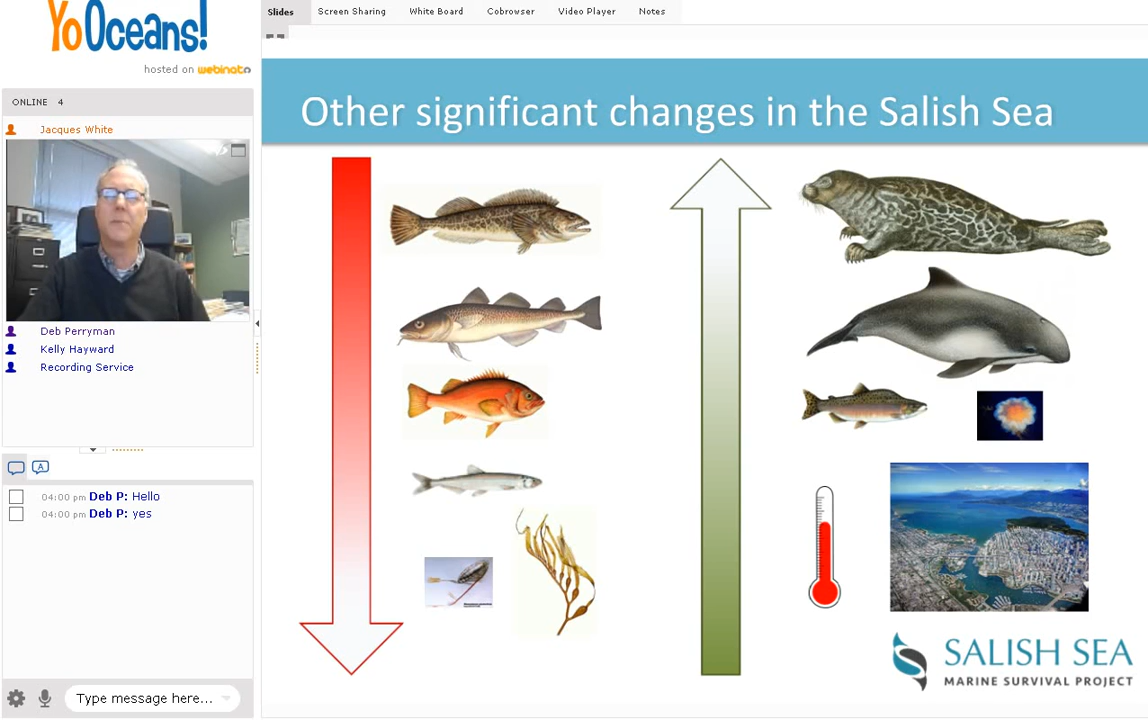 YoOceans!
hosted on webinato
ONLINE 4
Jacques White
Deb Perryman
Kelly Hayward
Recording Service
A
04:00 pm Deb P: Hello
04:00 pm Deb P: yes
Type message here...
Slides Screen Sharing White Board Cobrowser Video Player Notes
Other significant changes in the Salish Sea
SALISH SEA
MARINE SURVIVAL PROJECT